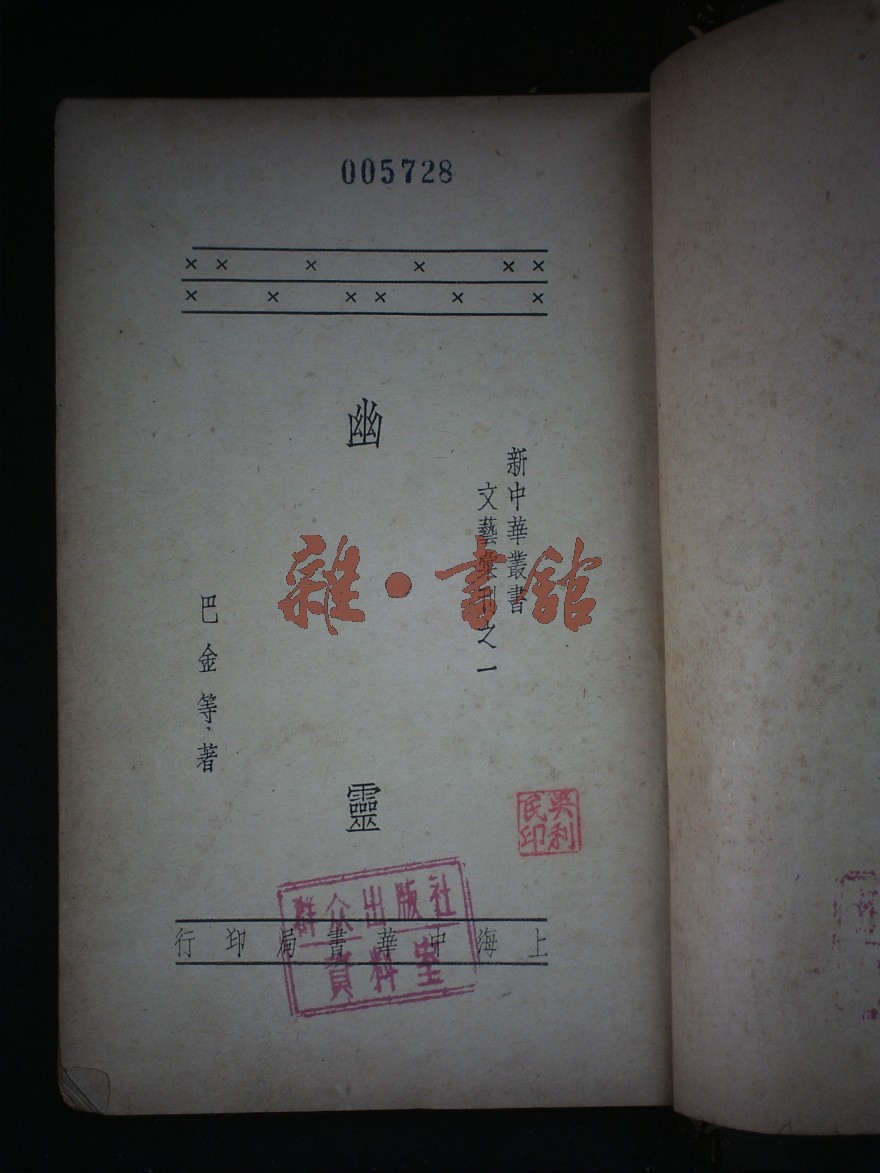 005728
新中華叢書
文藝彙刊之一
幽靈
巴金等著
雜·書館
吳利民印
群众出版社
資料室
上海中華書局印行